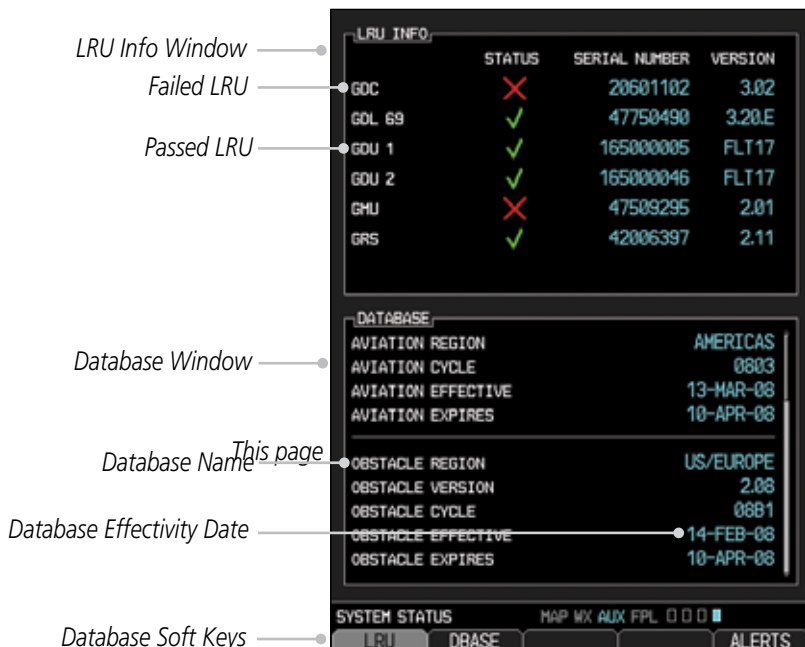 LRU INFO
LRU Info Window
STATUS SERIAL NUMBER VERSION
Failed LRU
GDC 20601102 3.02
GDL 69 47750490 3.20.E
Passed LRU
GDU 1 165000005 FLT17
GDU 2 165000046 FLT17
GMU 47509295 2.01
GRS 42006397 2.11
DATABASE
AVIATION REGION AMERICAS
Database Window
AVIATION CYCLE 0803
AVIATION EFFECTIVE 13-MAR-08
AVIATION EXPIRES 10-APR-08
This page
Database Name
OBSTACLE REGION US/EUROPE
OBSTACLE VERSION 2.08
OBSTACLE CYCLE 08B1
Database Effectivity Date
OBSTACLE EFFECTIVE 14-FEB-08
OBSTACLE EXPIRES 10-APR-08
SYSTEM STATUS MAP WX AUX FPL
Database Soft Keys
LRU DBASE ALERTS